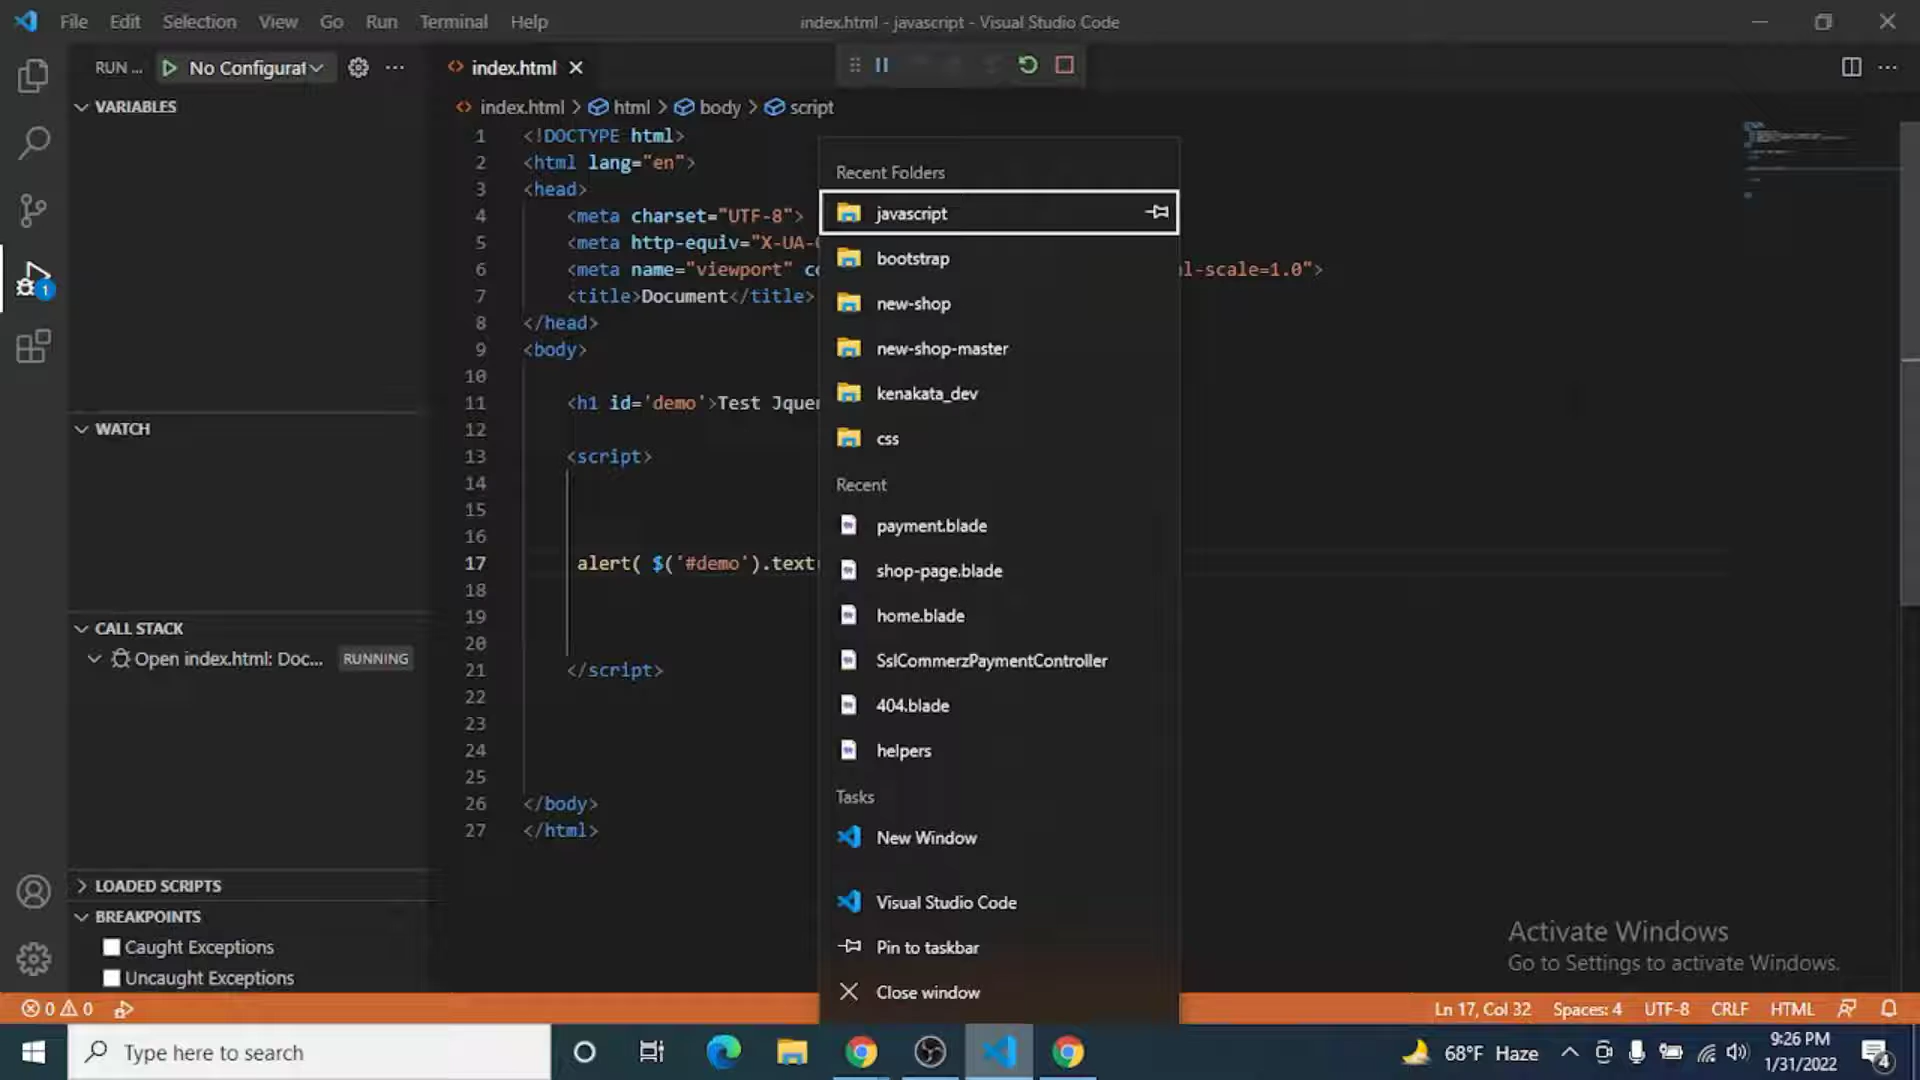 File Edit Selection View Go Run Terminal Help
index.html - javascript - Visual Studio Code
RUN ... No Configurat
index.html
VARIABLES
index.html > html > body > script
1 <!DOCTYPE html>
2 <html lang="en">
3 <head>
4 <meta charset="UTF-8">
5 <meta http-equiv="X-UA-
6 <meta name="viewport" co l-scale=1.0">
7 <title>Document</title>
8 </head>
9 <body>
10
11 <h1 id='demo'>Test Jquer
12
13 <script>
14
15
16
17 alert( $('#demo').text
18
19
20
21 </script>
22
23
24
25
26 </body>
27 </html>
WATCH
CALL STACK
Open index.html: Doc... RUNNING
LOADED SCRIPTS
BREAKPOINTS
Caught Exceptions
Uncaught Exceptions
1
Recent Folders
javascript
bootstrap
new-shop
new-shop-master
kenakata_dev
css
Recent
payment.blade
shop-page.blade
home.blade
SslCommerzPaymentController
404.blade
helpers
Tasks
New Window
Visual Studio Code
Pin to taskbar
Close window
Activate Windows
Go to Settings to activate Windows.
0 0
Ln 17, Col 32 Spaces: 4 UTF-8 CRLF HTML
Type here to search
68°F Haze
9:26 PM
1/31/2022
4